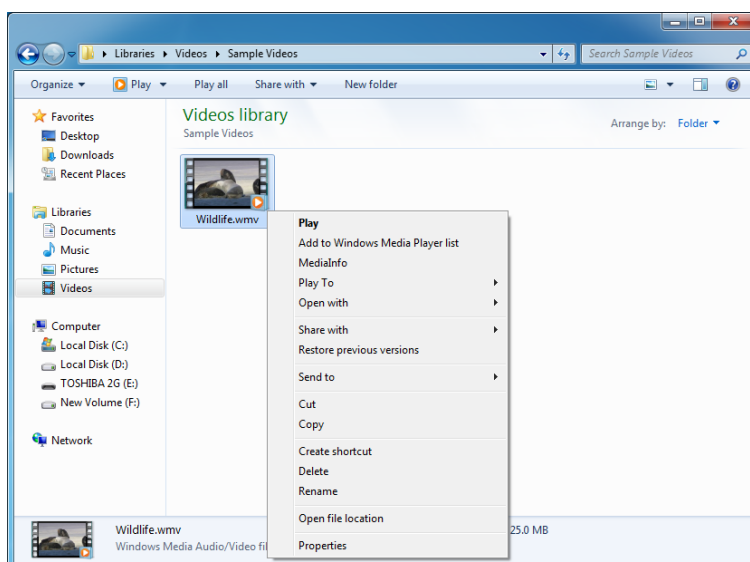 Libraries Videos Sample Videos
Search Sample Videos
Organize Play Play all Share with New folder
Favorites
Desktop
Downloads
Recent Places
Libraries
Documents
Music
Pictures
Videos
Computer
Local Disk (C:)
Local Disk (D:)
TOSHIBA 2G (E:)
New Volume (F:)
Network
Videos library
Sample Videos
Arrange by: Folder
Wildlife.wmv
Play
Add to Windows Media Player list
MediaInfo
Play To
Open with
Share with
Restore previous versions
Send to
Cut
Copy
Create shortcut
Delete
Rename
Open file location
Properties
Wildlife.wmv
25.0 MB
Windows Media Audio/Video fil